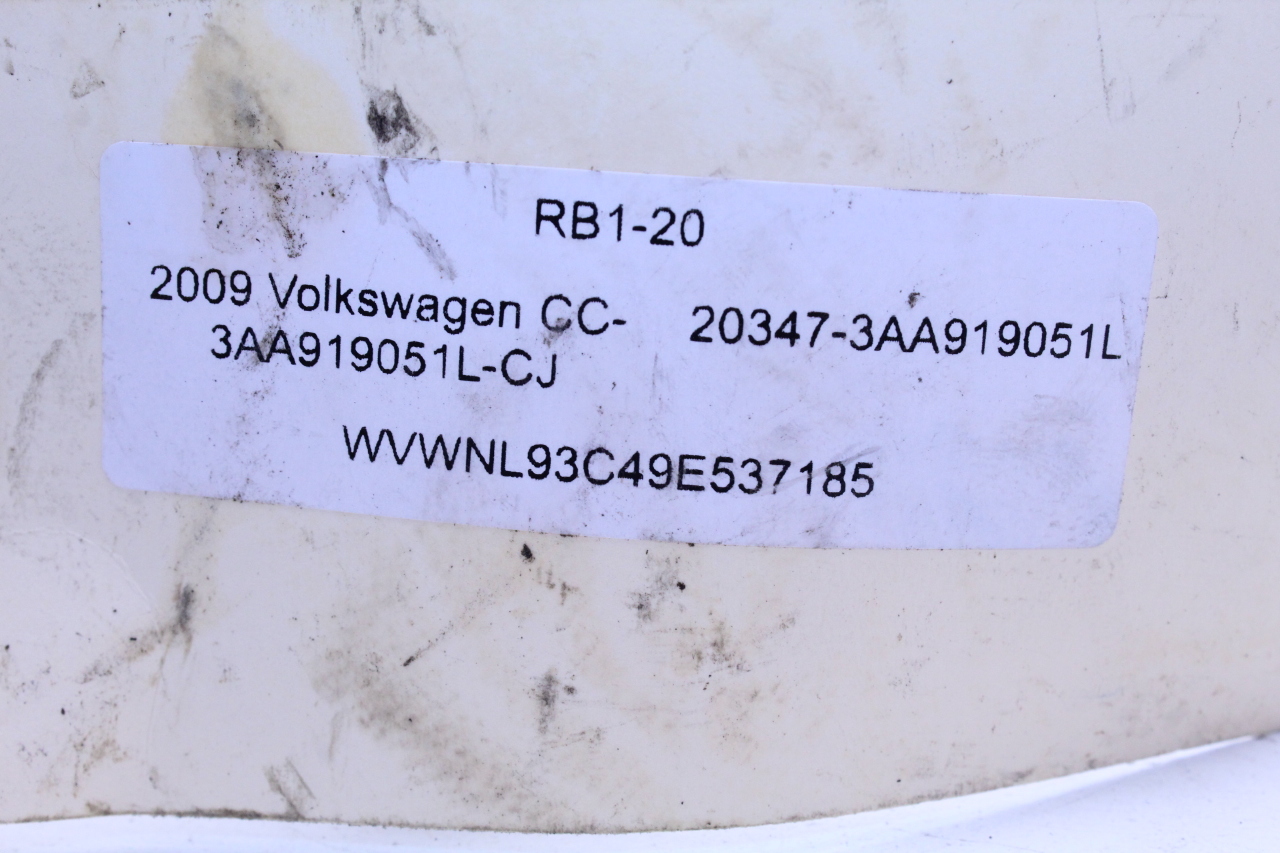 RB1-20
2009 Volkswagen CC-
3AA919051L-CJ
20347-3AA919051L
WVWNL93C49E537185